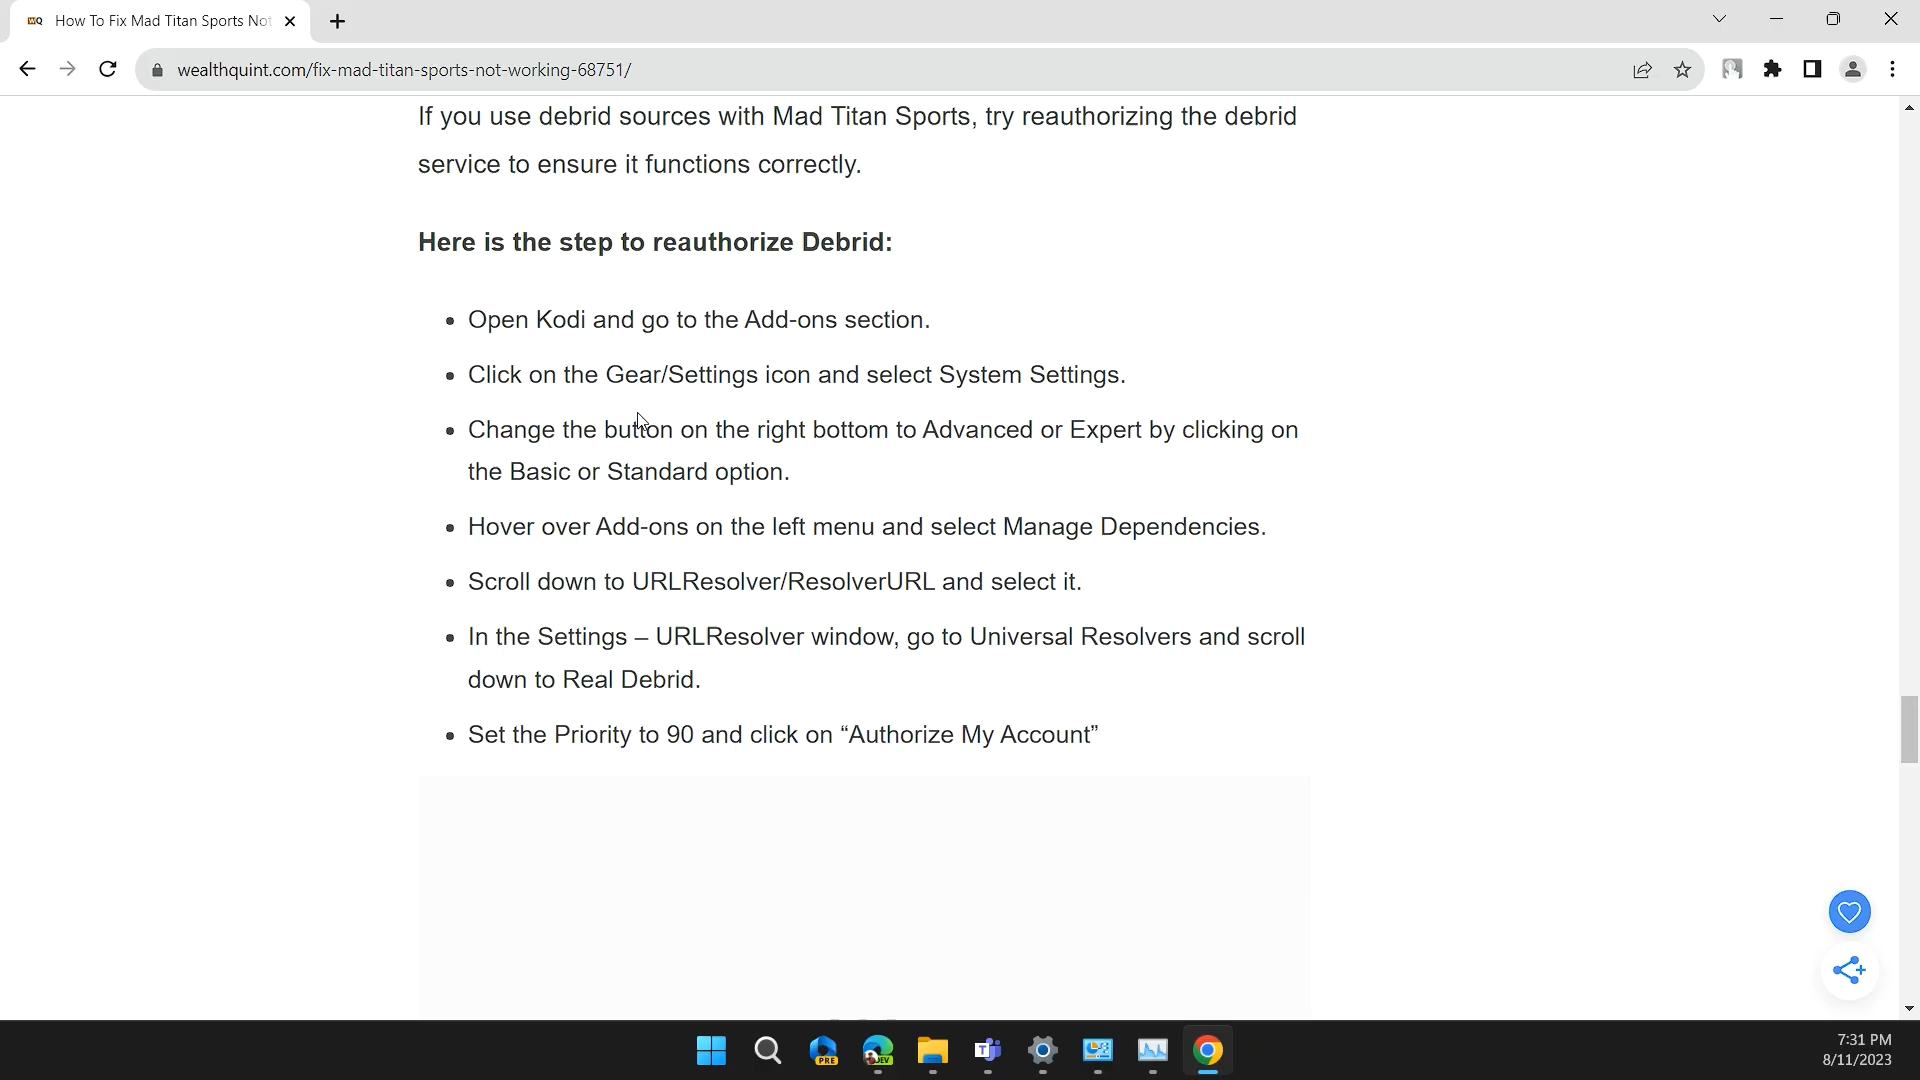 How To Fix Mad Titan Sports Not
wealthquint.com/fix-mad-titan-sports-not-working-68751/
If you use debrid sources with Mad Titan Sports, try reauthorizing the debrid
service to ensure it functions correctly.
Here is the step to reauthorize Debrid:
Open Kodi and go to the Add-ons section.
Click on the Gear/Settings icon and select System Settings.
Change the button on the right bottom to Advanced or Expert by clicking on
the Basic or Standard option.
Hover over Add-ons on the left menu and select Manage Dependencies.
Scroll down to URLResolver/ResolverURL and select it.
In the Settings – URLResolver window, go to Universal Resolvers and scroll
down to Real Debrid.
Set the Priority to 90 and click on “Authorize My Account”
PRE
DEV
7:31 PM
8/11/2023